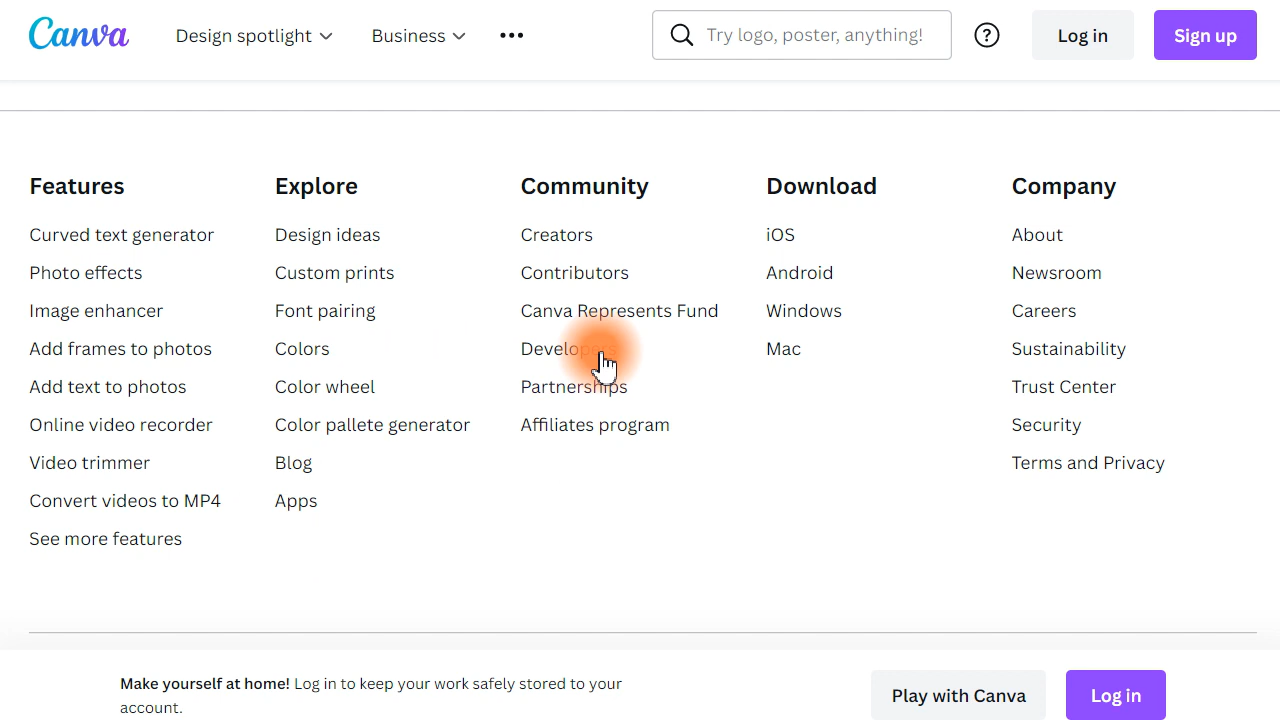 Canva Design spotlight Business ••• Try logo, poster, anything! ? Log in Sign up
Features
Curved text generator
Photo effects
Image enhancer
Add frames to photos
Add text to photos
Online video recorder
Video trimmer
Convert videos to MP4
See more features
Explore
Design ideas
Custom prints
Font pairing
Colors
Color wheel
Color pallete generator
Blog
Apps
Community
Creators
Contributors
Canva Represents Fund
Developers
Partnerships
Affiliates program
Download
iOS
Android
Windows
Mac
Company
About
Newsroom
Careers
Sustainability
Trust Center
Security
Terms and Privacy
Make yourself at home! Log in to keep your work safely stored to your
account.
Play with Canva Log in